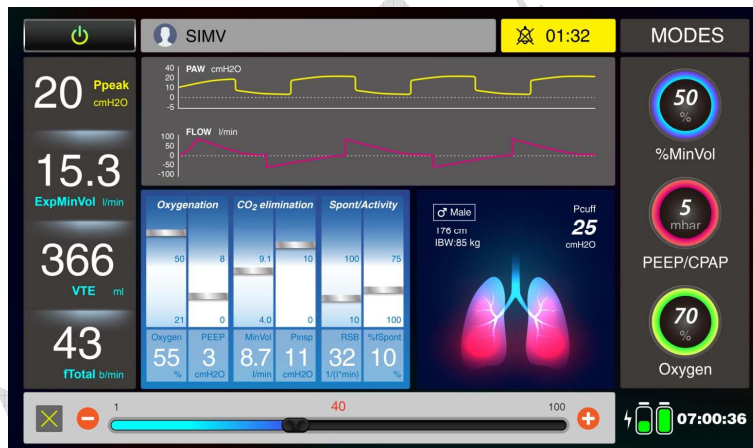 SIMV
01:32
MODES
20 Ppeak
cmH2O
15.3
ExpMinVol l/min
366
VTE ml
43
fTotal b/min
PAW cmH2O
40
20
10
0
-5
FLOW l/min
100
50
0
-50
-100
Oxygenation CO2 elimination Spont/Activity
50 8 9.1 10 100 75
21 0 4.0 0 10 100
Oxygen PEEP MinVol Pinsp RSB %fSpont
55 3 8.7 11 32 10
% cmH2O l/min cmH2O 1/(l*min) %
♂ Male
176 cm
IBW:85 kg
Pcuff
25
cmH2O
50
%
%MinVol
5
mbar
PEEP/CPAP
70
%
Oxygen
1 40 100
07:00:36